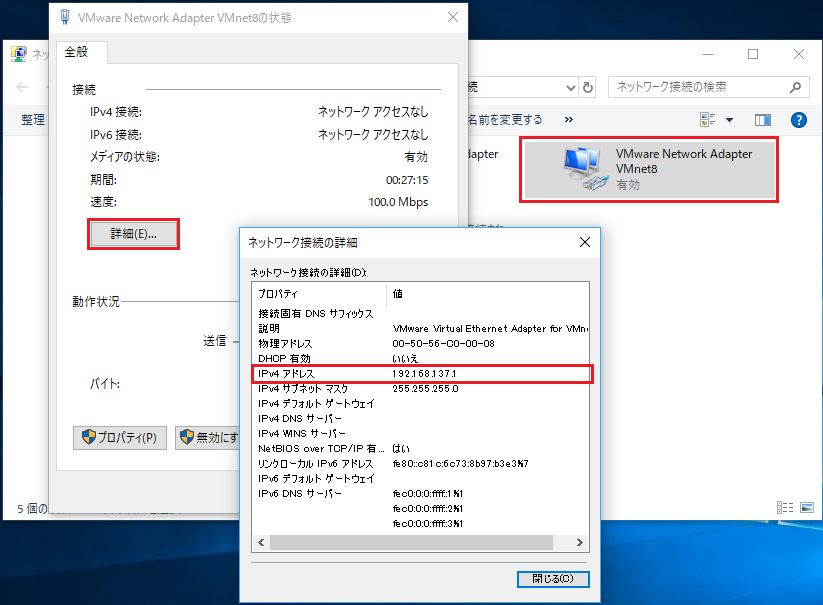 VMware Network Adapter VMnet8の状態
全般
接続
IPv4 接続: ネットワーク アクセスなし
IPv6 接続: ネットワーク アクセスなし
メディアの状態: 有効
期間: 00:27:15
速度: 100.0 Mbps
詳細(E)...
動作状況
送信
バイト:
プロパティ(P)
無効にす
ネットワーク接続の検索
整理
名前を変更する
»
VMware Network Adapter
VMnet8
有効
5 個の
ネットワーク接続の詳細
ネットワーク接続の詳細(D):
プロパティ 値
接続固有 DNS サフィックス
説明 VMware Virtual Ethernet Adapter for VMn
物理アドレス 00-50-56-C0-00-08
DHCP 有効 いいえ
IPv4 アドレス 192.168.137.1
IPv4 サブネット マスク 255.255.255.0
IPv4 デフォルト ゲートウェイ
IPv4 DNS サーバー
IPv4 WINS サーバー
NetBIOS over TCP/IP 有... はい
リンクローカル IPv6 アドレス fe80::c81c:6c73:8b97:b3e3%7
IPv6 デフォルト ゲートウェイ
IPv6 DNS サーバー fec0:0:0:ffff::1%1
fec0:0:0:ffff::2%1
fec0:0:0:ffff::3%1
閉じる(C)